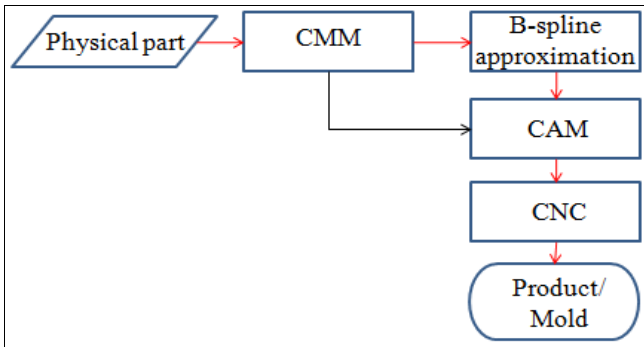 Physical part
CMM
B-spline
approximation
CAM
CNC
Product/
Mold